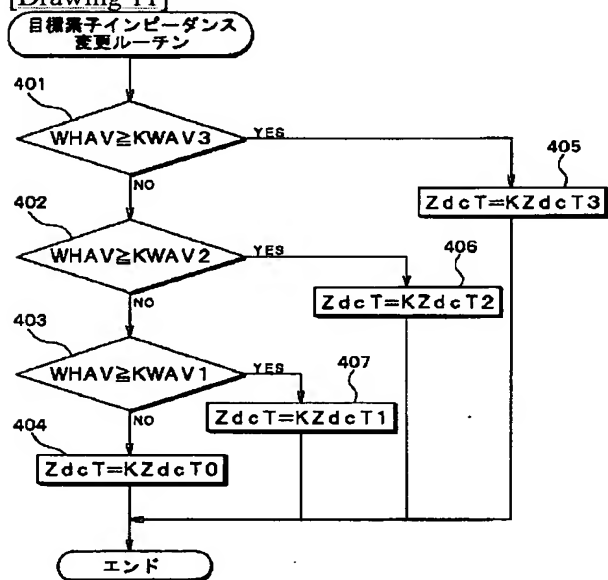 [Drawing 11]
目標素子インピーダンス
変更ルーチン
401
WHAV≧KWAV3
YES
NO
405
ZdcT=KZdcT3
402
WHAV≧KWAV2
YES
NO
406
ZdcT=KZdcT2
403
WHAV≧KWAV1
YES
NO
407
ZdcT=KZdcT1
404
ZdcT=KZdcT0
エンド